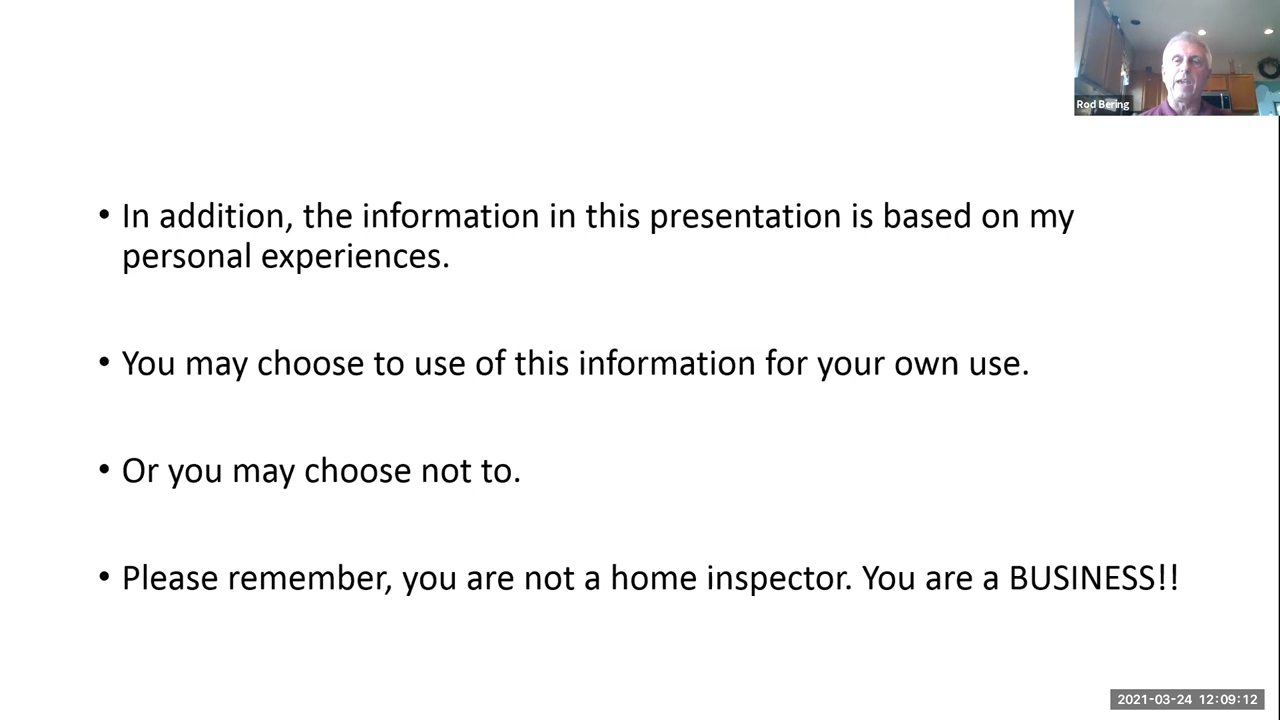 Rod Bering
• In addition, the information in this presentation is based on my
personal experiences.
• You may choose to use of this information for your own use.
• Or you may choose not to.
• Please remember, you are not a home inspector. You are a BUSINESS!!
2021-03-24 12:09:12